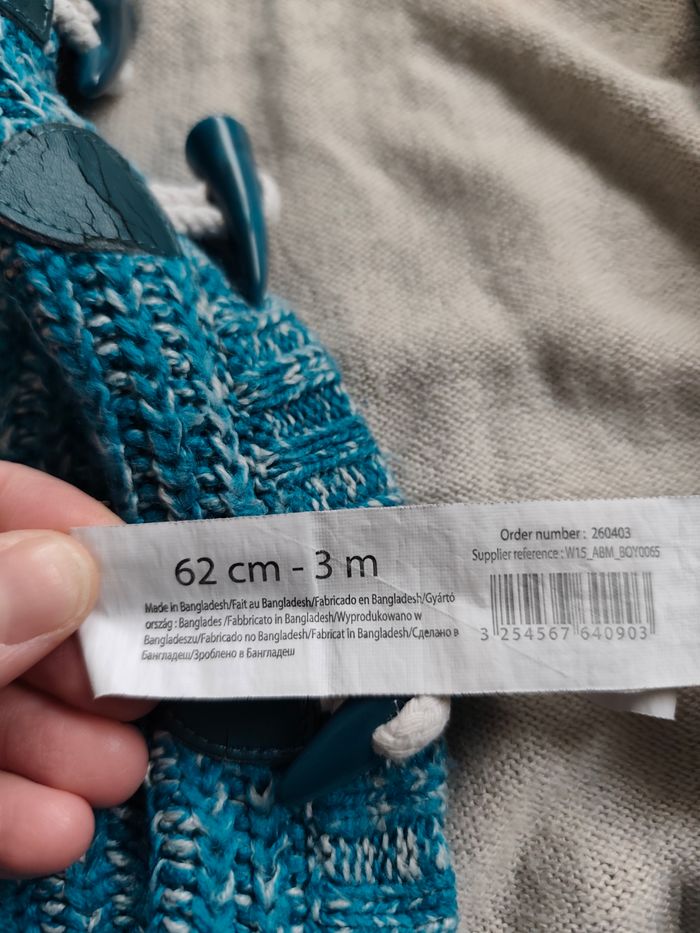 62 cm - 3 m
Made in Bangladesh/Fait au Bangladesh/Fabricado en Bangladesh/Gyártó
ország : Banglades /Fabbricato in Bangladesh/Wyprodukowano w
Bangladeszu/Fabricado no Bangladesh/Fabricat în Bangladesh/Сделано в
Бангладеш/Зроблено в Бангладеш
Order number : 260403
Supplier reference : W15_ABM_BOY0065
3 254567 640903